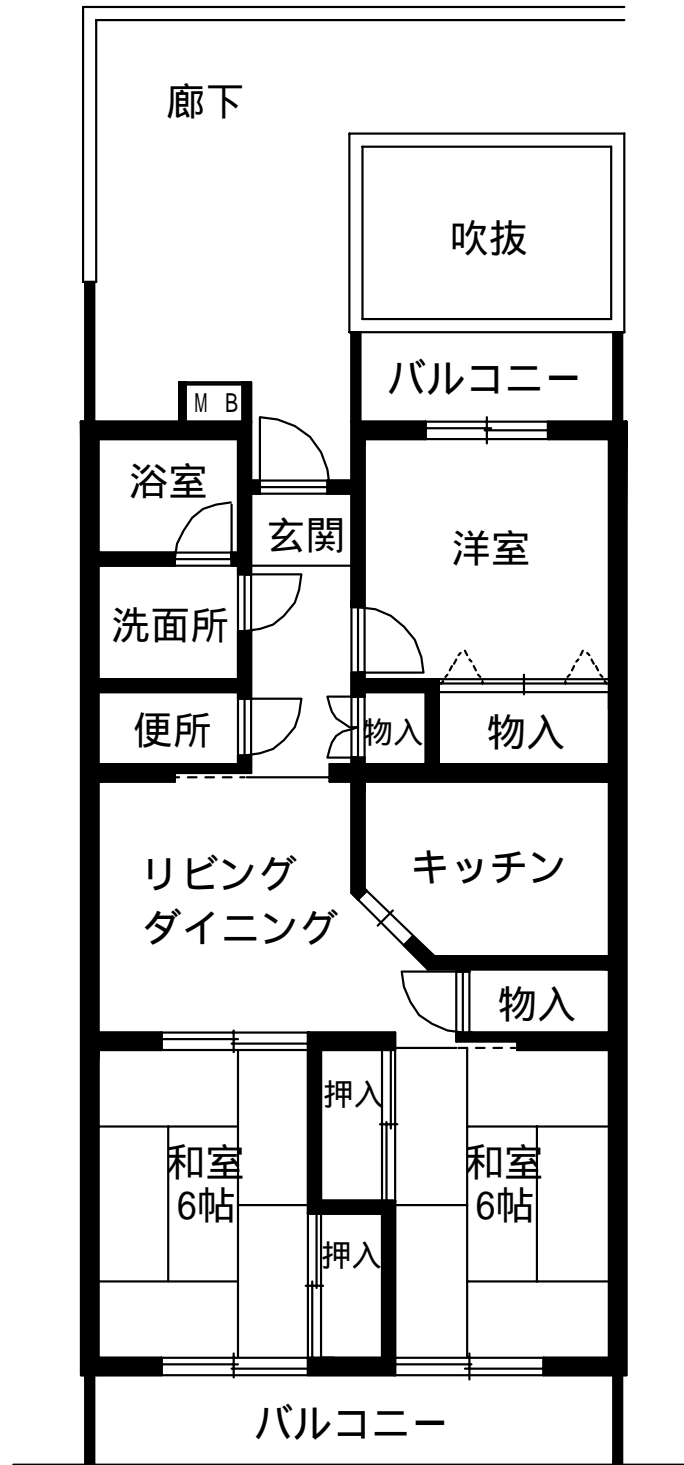 廊下
吹抜
バルコニー
M B
浴室
玄関
洋室
洗面所
便所
物入
物入
リビング
ダイニング
キッチン
物入
押入
和室
6帖
和室
6帖
押入
バルコニー